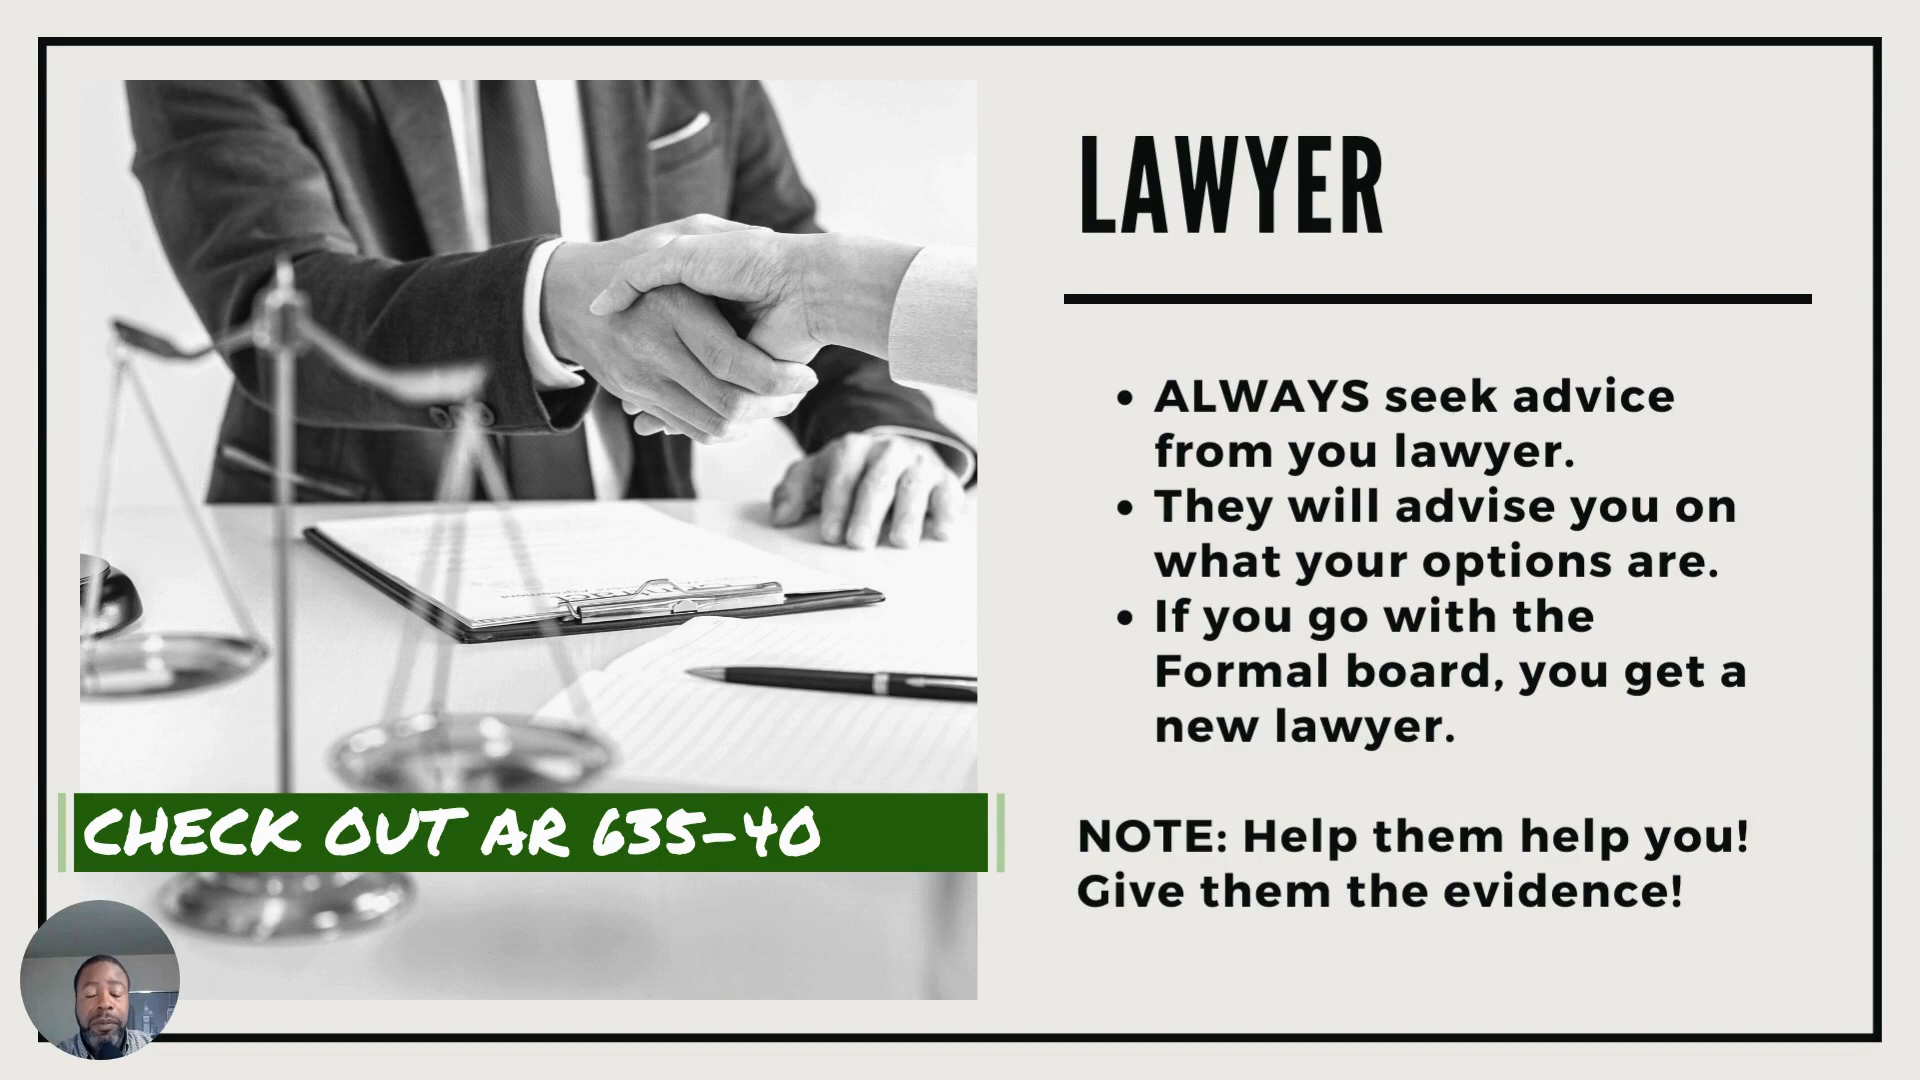 LAWYER
• ALWAYS seek advice
from you lawyer.
• They will advise you on
what your options are.
• If you go with the
Formal board, you get a
new lawyer.
CHECK OUT AR 635-40
NOTE: Help them help you!
Give them the evidence!